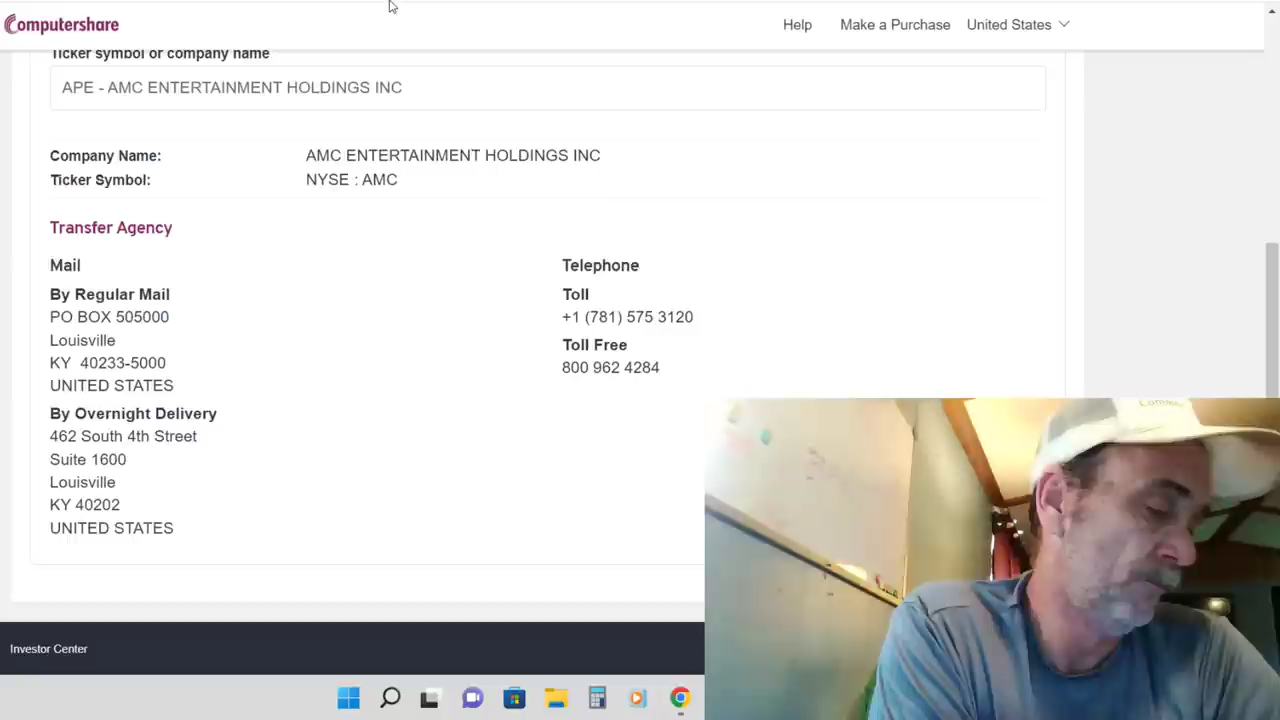 Computershare
Help
Make a Purchase
United States
Ticker symbol or company name
APE - AMC ENTERTAINMENT HOLDINGS INC
Company Name:
AMC ENTERTAINMENT HOLDINGS INC
Ticker Symbol:
NYSE : AMC
Transfer Agency
Mail
By Regular Mail
PO BOX 505000
Louisville
KY 40233-5000
UNITED STATES
By Overnight Delivery
462 South 4th Street
Suite 1600
Louisville
KY 40202
UNITED STATES
Telephone
Toll
+1 (781) 575 3120
Toll Free
800 962 4284
Investor Center